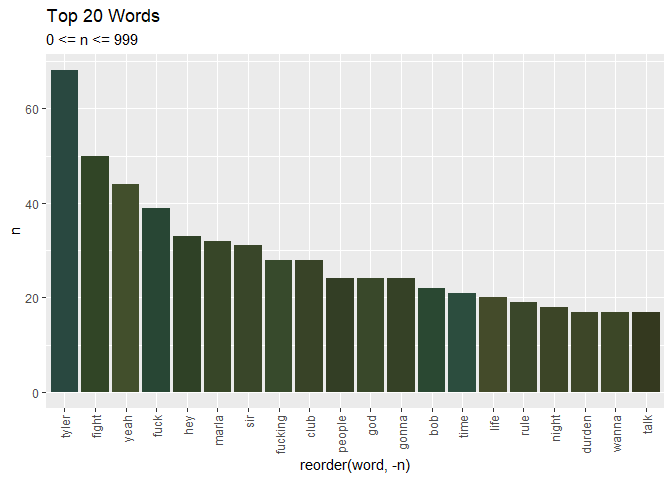 Top 20 Words
0 <= n <= 999
60
40
20
0
n
tyler
fight
yeah
fuck
hey
marla
sir
fucking
club
people
god
gonna
bob
time
life
rule
night
durden
wanna
talk
reorder(word, -n)